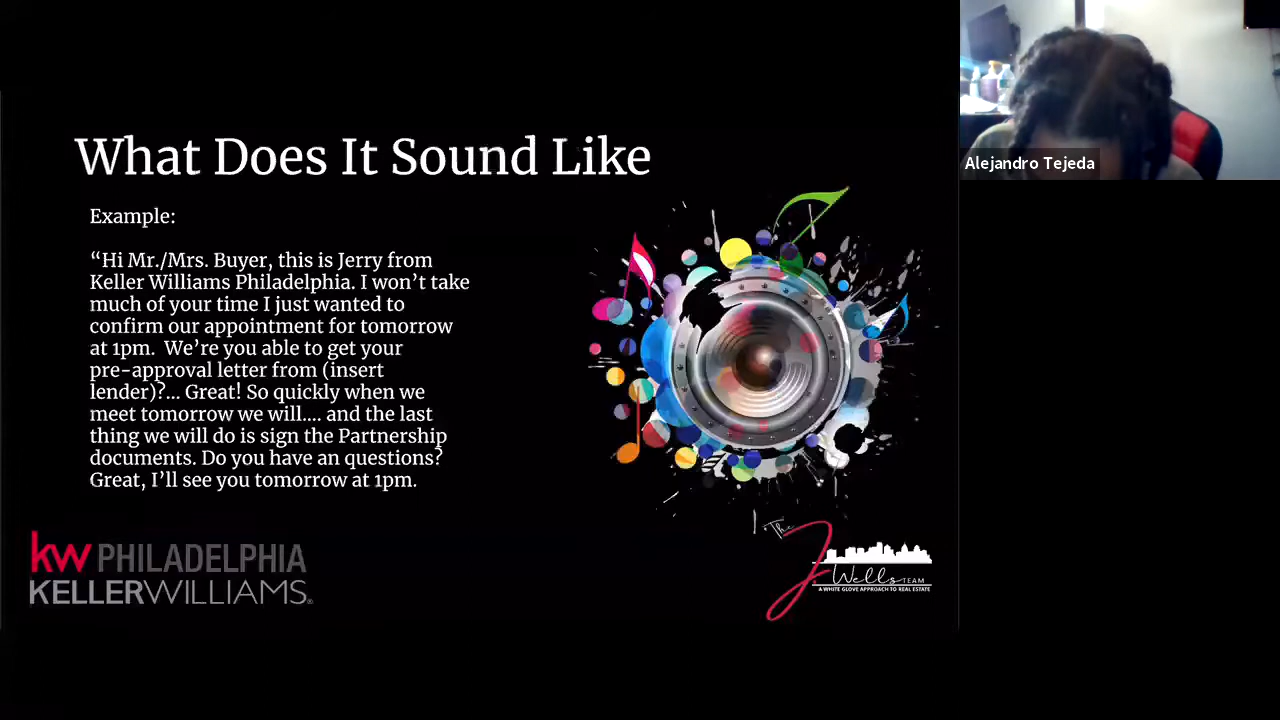 What Does It Sound Like
Example:
“Hi Mr./Mrs. Buyer, this is Jerry from
Keller Williams Philadelphia. I won’t take
much of your time I just wanted to
confirm our appointment for tomorrow
at 1pm.  We’re you able to get your
pre-approval letter from (insert
lender)?... Great! So quickly when we
meet tomorrow we will.... and the last
thing we will do is sign the Partnership
documents. Do you have an questions?
Great, I’ll see you tomorrow at 1pm.
kw PHILADELPHIA
KELLERWILLIAMS®
The
J. Wells TEAM
A WHITE GLOVE APPROACH TO REAL ESTATE
Alejandro Tejeda